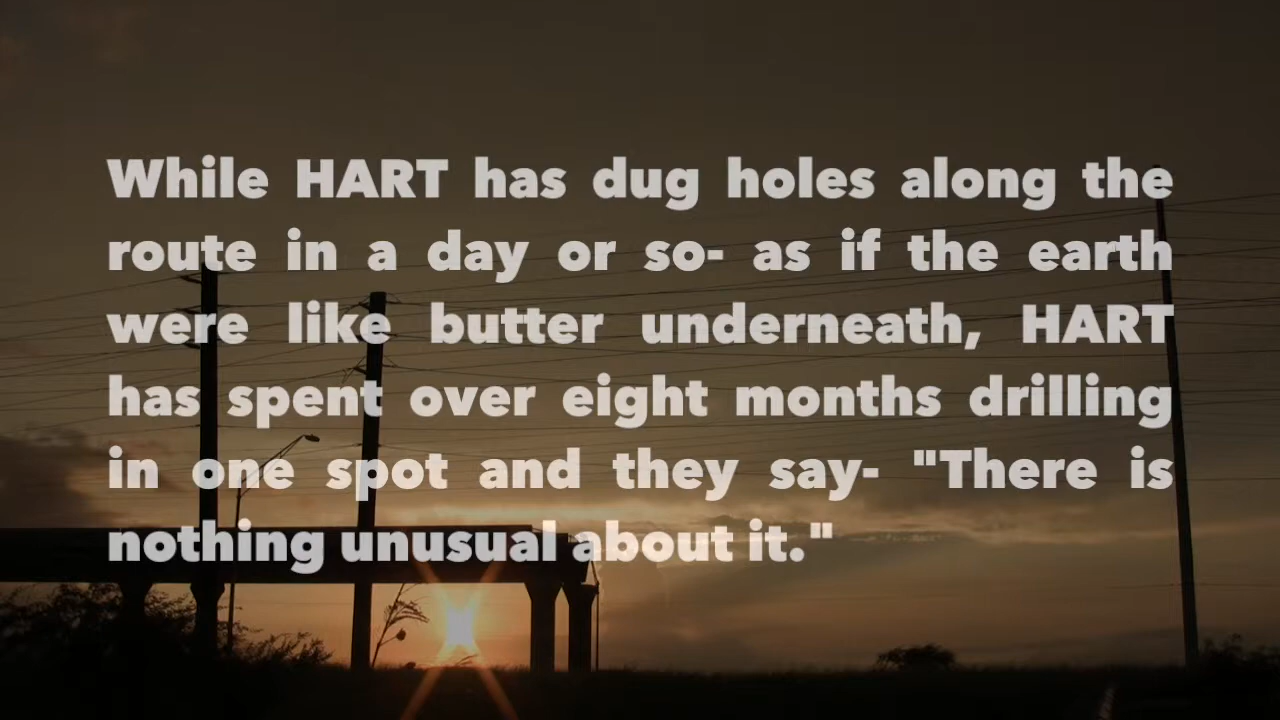 While HART has dug holes along the
route in a day or so- as if the earth
were like butter underneath, HART
has spent over eight months drilling
in one spot and they say- "There is
nothing unusual about it."